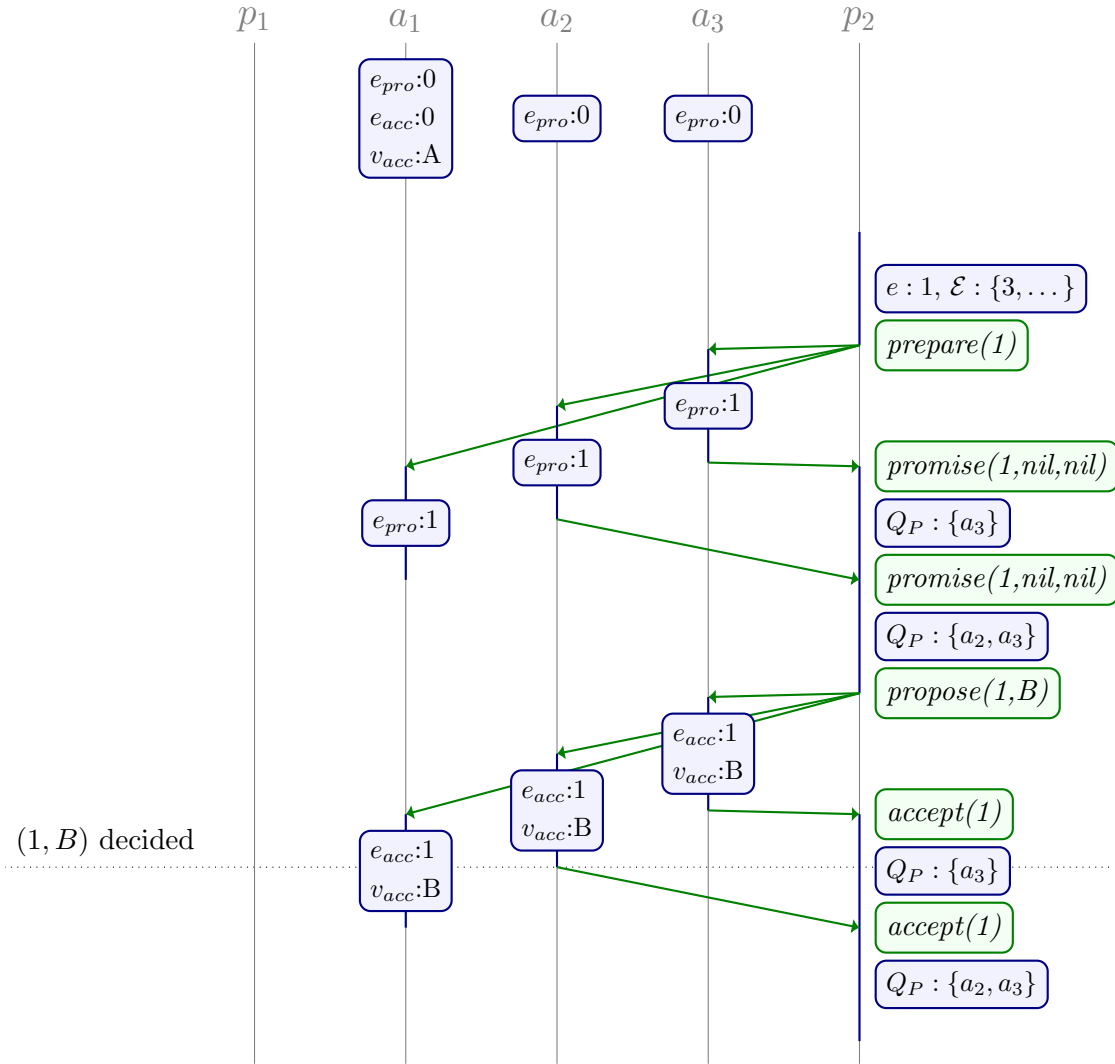 p₁ a₁ a₂ a₃ p₂
e_pro:0
e_acc:0
v_acc:A
e_pro:0
e_pro:0
e : 1, ℰ : {3, . . . }
prepare(1)
e_pro:1
e_pro:1
promise(1,nil,nil)
e_pro:1
Q_P : {a₃}
promise(1,nil,nil)
Q_P : {a₂, a₃}
propose(1,B)
e_acc:1
v_acc:B
e_acc:1
v_acc:B
accept(1)
(1, B) decided
e_acc:1
v_acc:B
Q_P : {a₃}
accept(1)
Q_P : {a₂, a₃}